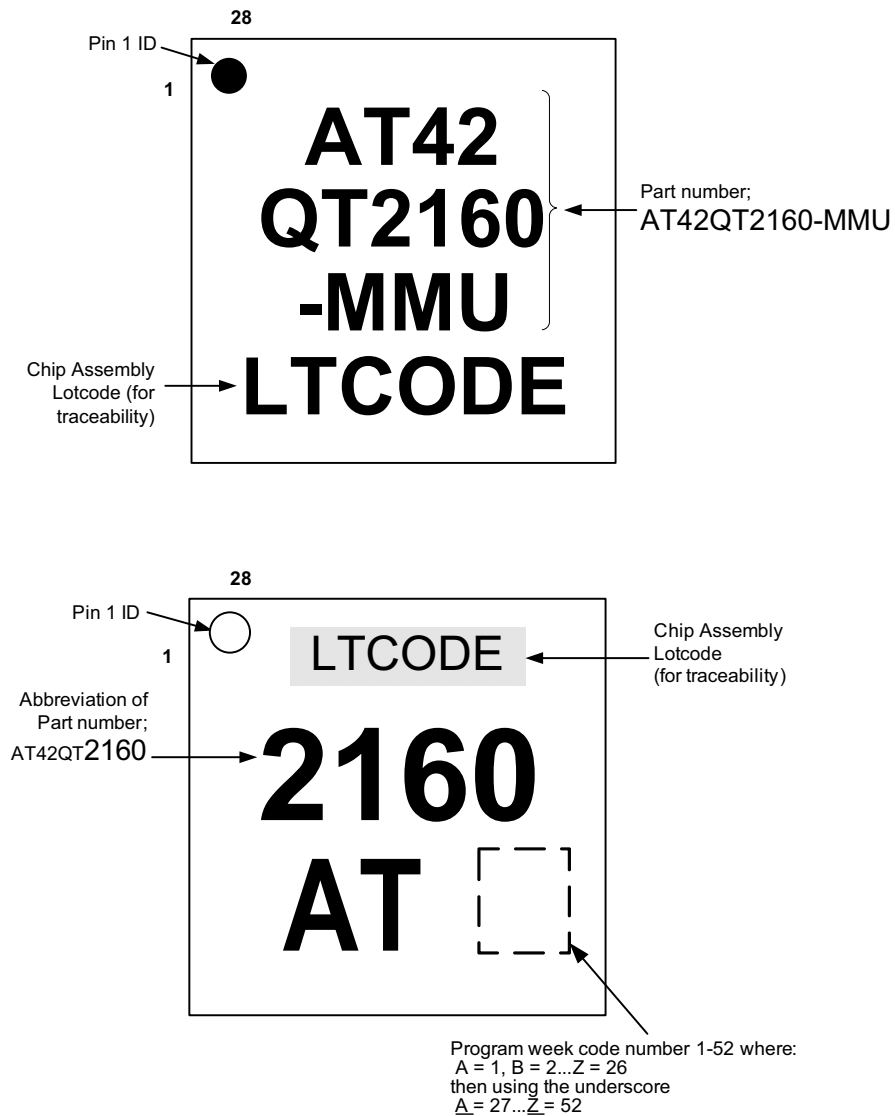 28
Pin 1 ID
1
AT42
QT2160
-MMU
LTCODE
Part number;
AT42QT2160-MMU
Chip Assembly
Lotcode (for
traceability)
28
Pin 1 ID
1
LTCODE
Chip Assembly
Lotcode
(for traceability)
Abbreviation of
Part number;
AT42QT2160
2160
AT
Program week code number 1-52 where:
A = 1, B = 2...Z = 26
then using the underscore
A = 27...Z = 52